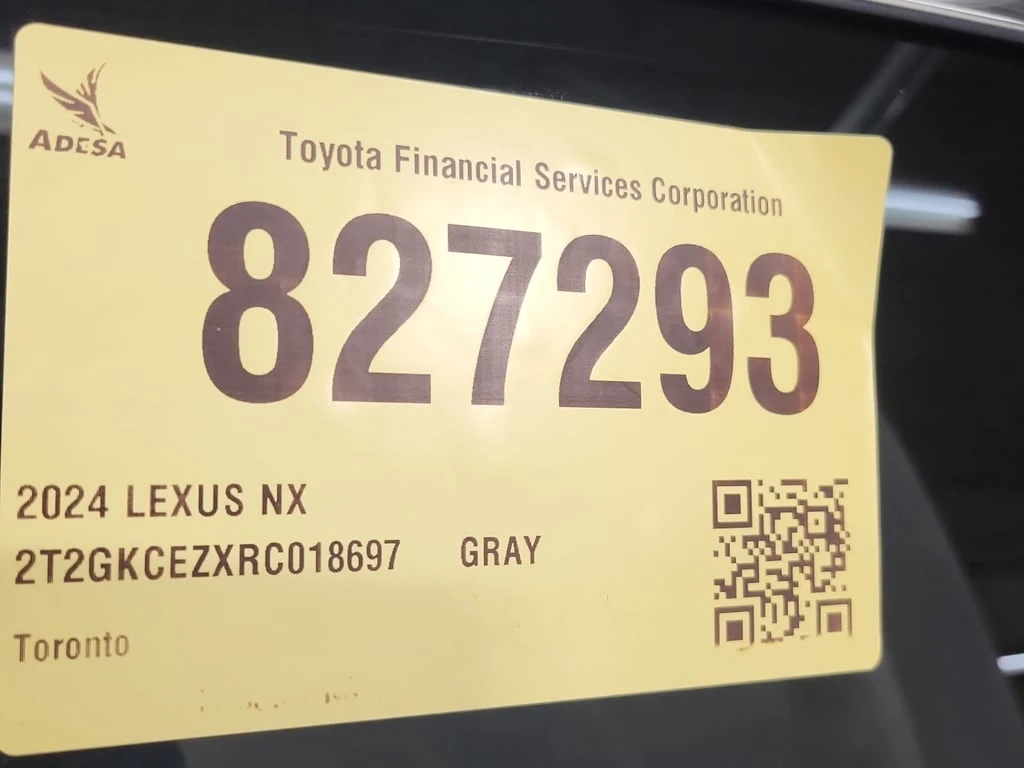 ADESA
Toyota Financial Services Corporation
827293
2024 LEXUS NX
2T2GKCEZXRC018697 GRAY
Toronto